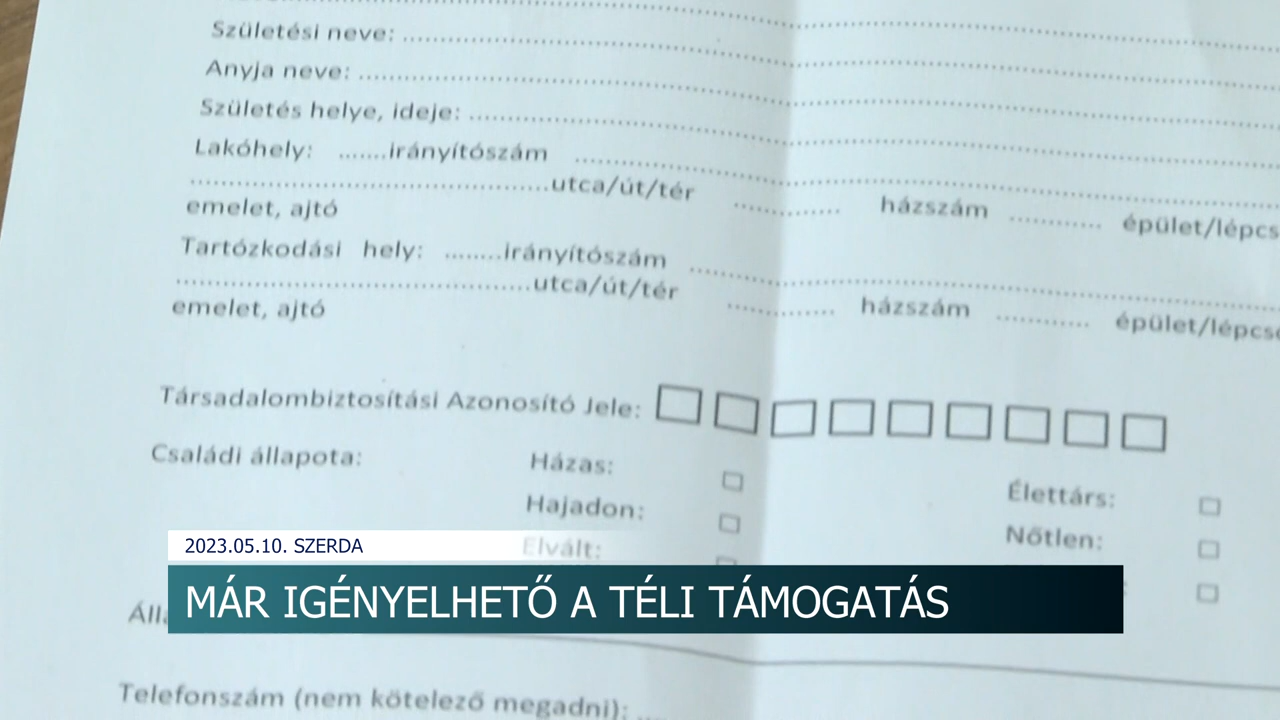 Születési neve: ............
Anyja neve: ............
Születés helye, ideje: ............
Lakóhely: .......irányítószám ............
............utca/út/tér ............ házszám ............ épület/lépcs
emelet, ajtó
Tartózkodási hely: ........irányítószám ............
............utca/út/tér ............ házszám ............ épület/lépcső
emelet, ajtó
Társadalombiztosítási Azonosító Jele:
Családi állapota: Házas: Élettárs:
Hajadon: Nőtlen:
Elvált:
2023.05.10. SZERDA
MÁR IGÉNYELHETŐ A TÉLI TÁMOGATÁS
Telefonszám (nem kötelező megadni): ...